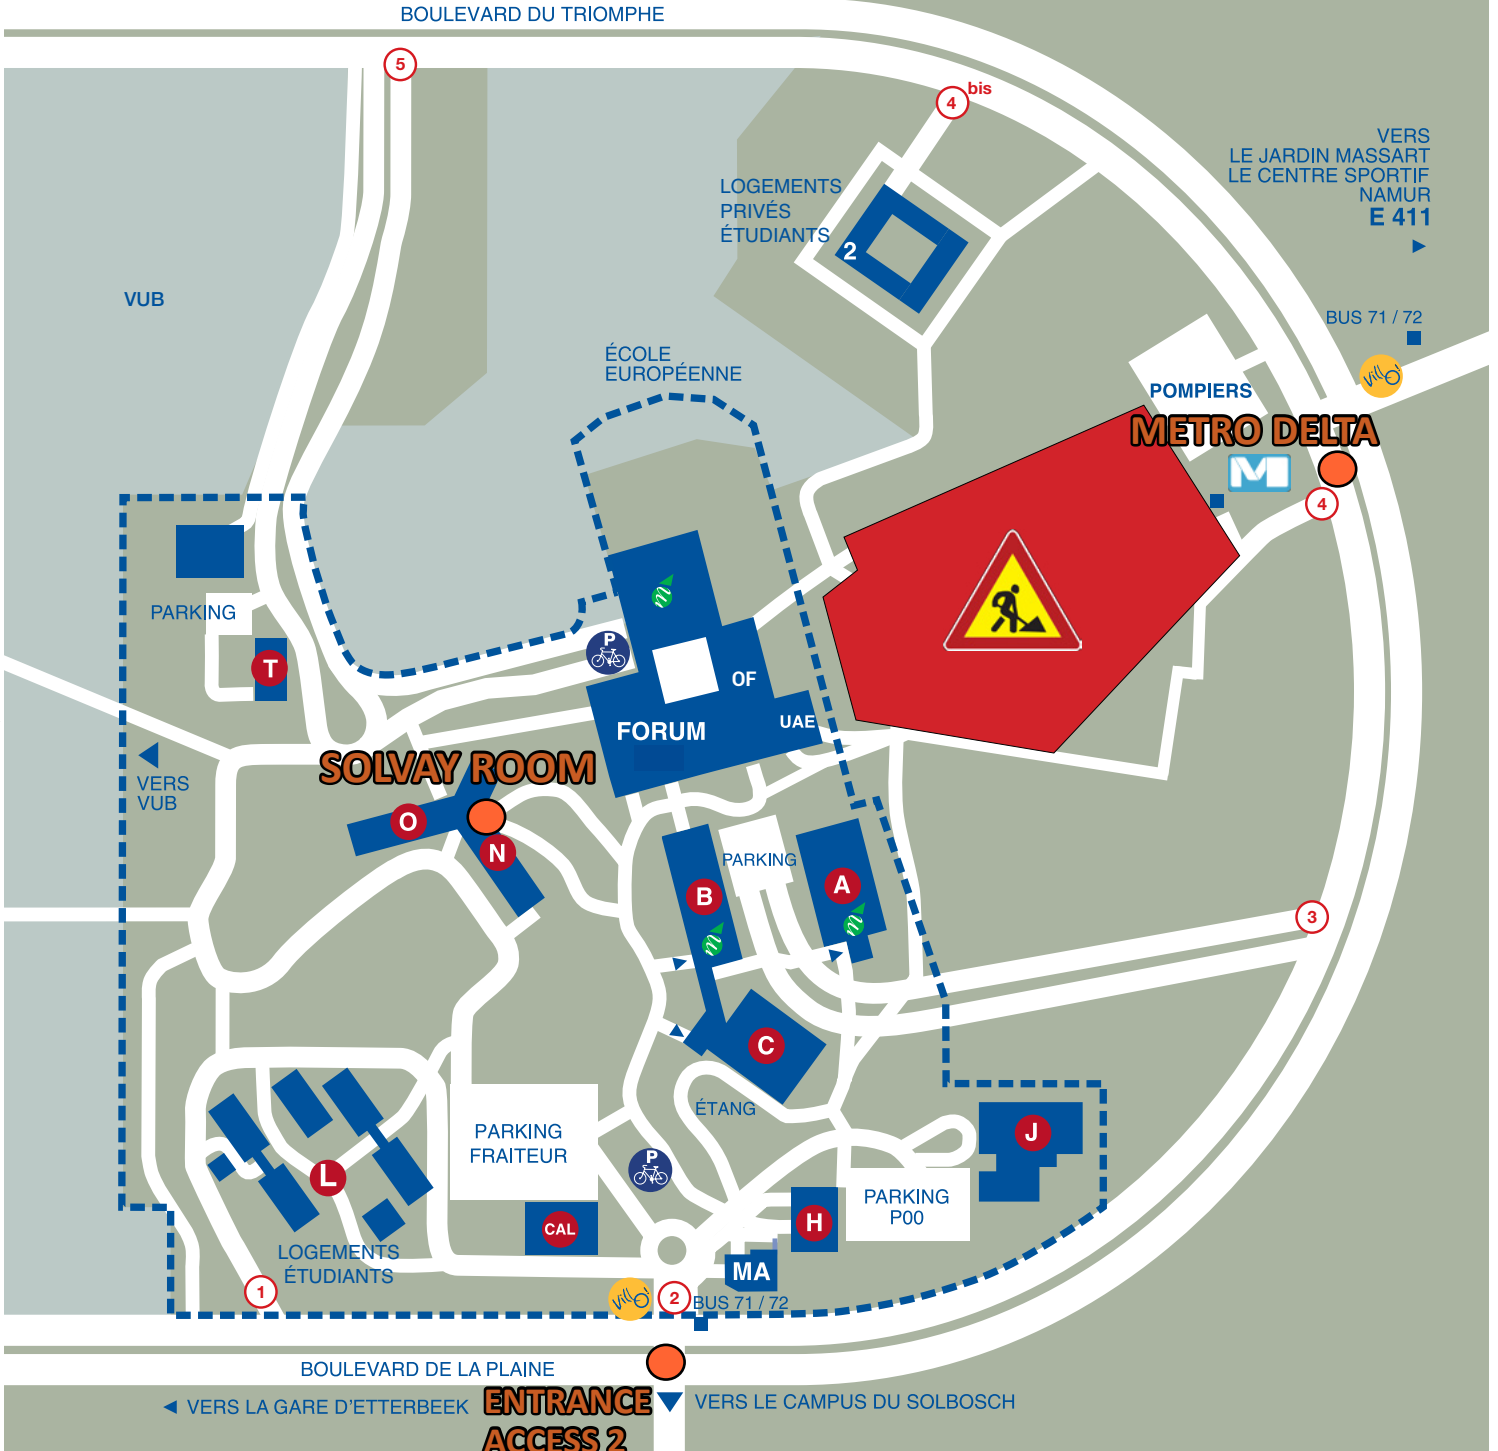 BOULEVARD DU TRIOMPHE
5
4 bis
VERS
LE JARDIN MASSART
LE CENTRE SPORTIF
NAMUR
E 411
LOGEMENTS
PRIVÉS
ÉTUDIANTS
2
VUB
BUS 71 / 72
Vill O!
ÉCOLE
EUROPÉENNE
POMPIERS
METRO DELTA
M
4
PARKING
T
P
OF
FORUM
UAE
VERS
VUB
SOLVAY ROOM
O
N
PARKING
B
A
3
C
ÉTANG
J
PARKING
FRAITEUR
P
L
CAL
H
PARKING
P00
LOGEMENTS
ÉTUDIANTS
MA
1
Vill O!
2
BUS 71 / 72
BOULEVARD DE LA PLAINE
VERS LA GARE D'ETTERBEEK
ENTRANCE
ACCESS 2
VERS LE CAMPUS DU SOLBOSCH